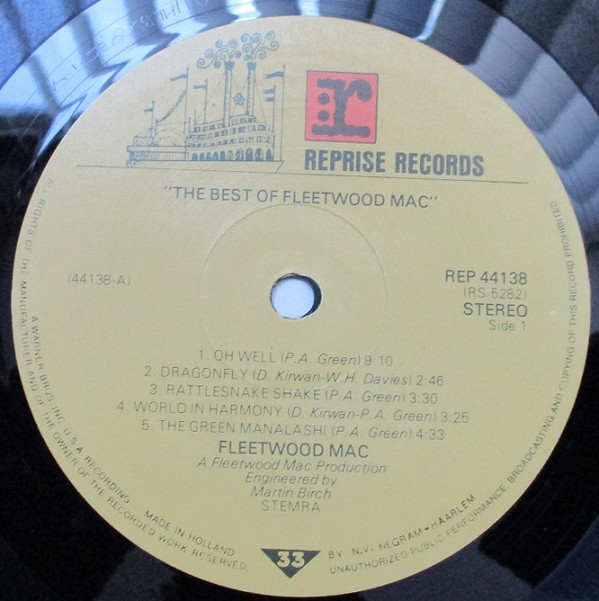 r
REPRISE RECORDS
"THE BEST OF FLEETWOOD MAC"
(44138-A)
REP 44138
(RS-5282)
STEREO
Side 1
1. OH WELL (P.A. Green) 9:10
2. DRAGONFLY (D. Kirwan-W.H. Davies) 2:46
3. RATTLESNAKE SHAKE (P.A. Green) 3:30
4. WORLD IN HARMONY (D. Kirwan-P.A. Green) 3:25
5. THE GREEN MANALASHI (P.A. Green) 4:33
FLEETWOOD MAC
A Fleetwood Mac Production
Engineered by
Martin Birch
STEMRA
33
ALL RIGHTS OF THE MANUFACTURER AND OF THE OWNER OF THE RECORDED WORK RESERVED.
A WARNER BROS. INC. U.S.A. RECORDING. MADE IN HOLLAND
BY N.V. NEGRAM-HAARLEM
UNAUTHORIZED PUBLIC PERFORMANCE, BROADCASTING AND COPYING OF THIS RECORD PROHIBITED